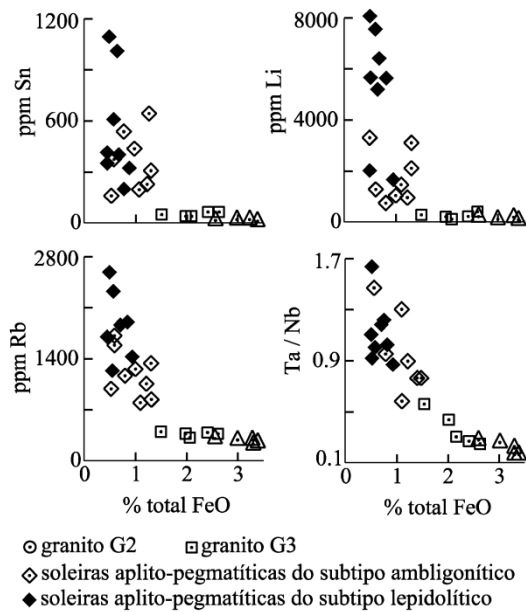 1200
600
0
ppm Sn
8000
4000
0
ppm Li
2800
1400
0
ppm Rb
0 1 2 3
% total FeO
1.7
0.9
0.1
Ta / Nb
0 1 2 3
% total FeO
granito G2 granito G3
soleiras aplito-pegmatíticas do subtipo ambligonítico
soleiras aplito-pegmatíticas do subtipo lepidolítico